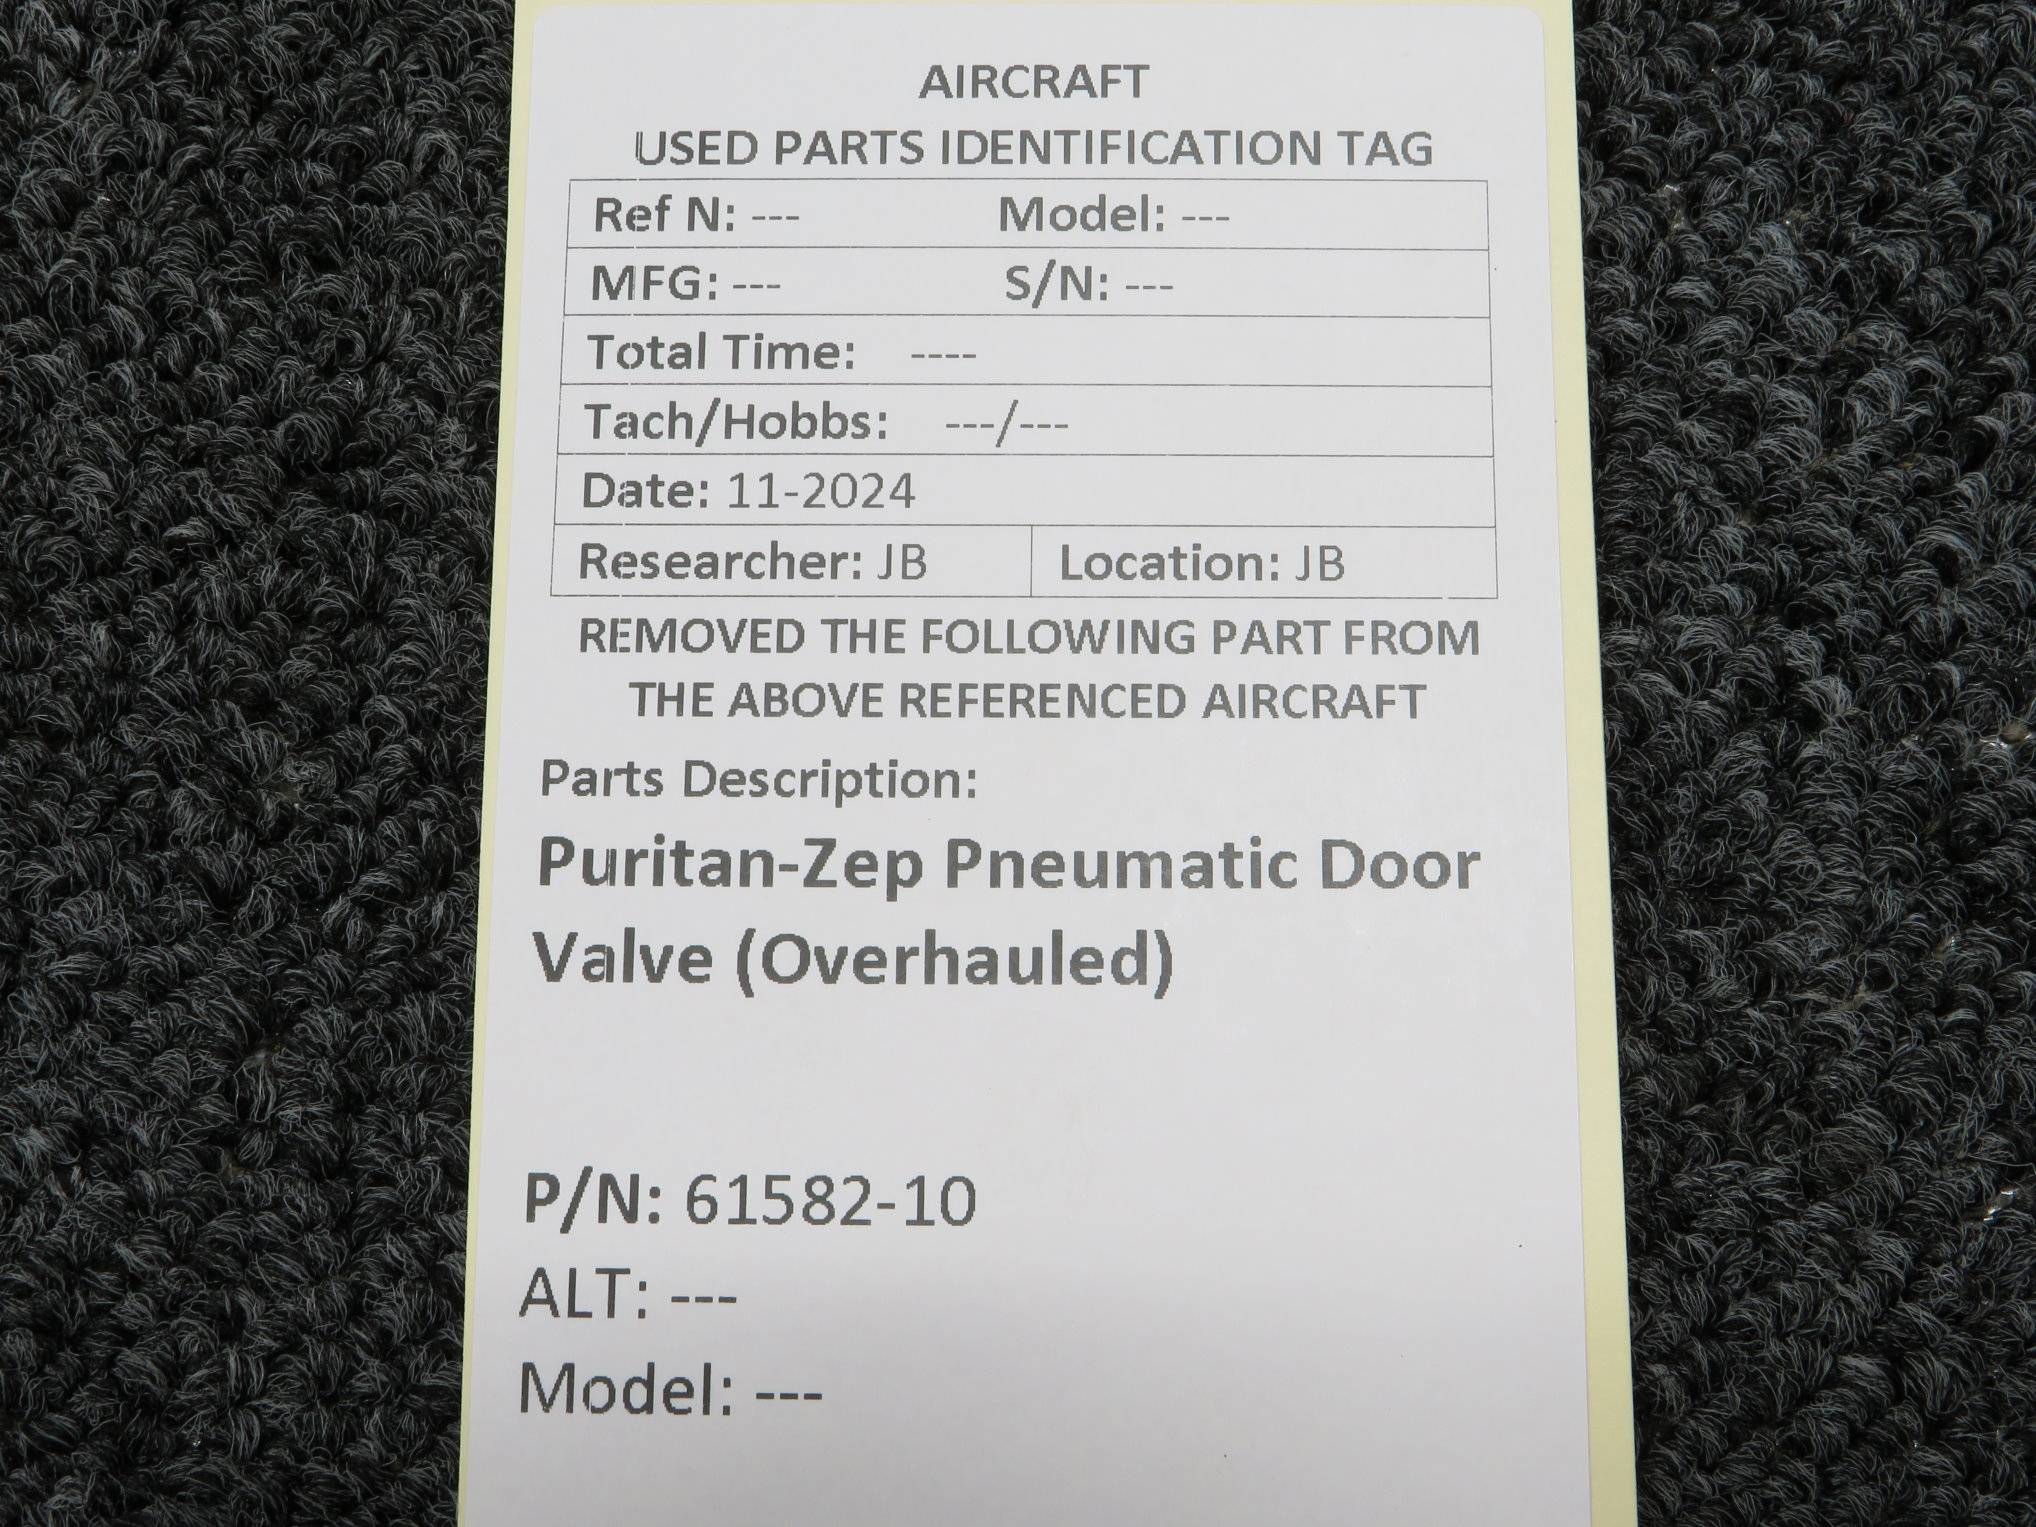 AIRCRAFT
USED PARTS IDENTIFICATION TAG
Ref N: --- Model: ---
MFG: --- S/N: ---
Total Time: ----
Tach/Hobbs: ---/---
Date: 11-2024
Researcher: JB Location: JB
REMOVED THE FOLLOWING PART FROM
THE ABOVE REFERENCED AIRCRAFT
Parts Description:
Puritan-Zep Pneumatic Door
Valve (Overhauled)
P/N: 61582-10
ALT: ---
Model: ---